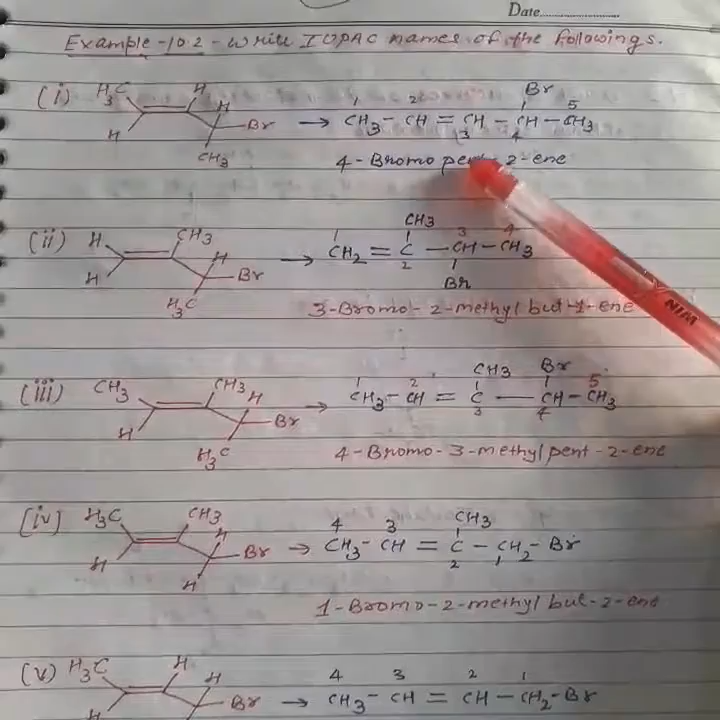 Date
Example-10.2 - Write IUPAC names of the followings.
(i) H3C H H Br H CH3 → CH3 - CH = CH - CH - CH3 Br 1 2 3 4 5
4-Bromo pent-2-ene
(ii) H CH3 H Br H H3C → CH2 = C - CH - CH3 CH3 Br 1 2 3 4
3-Bromo-2-methyl but-1-ene
(iii) CH3 CH3 H Br H H3C → CH3 - CH = C - CH - CH3 CH3 Br 1 2 3 4 5
4-Bromo-3-methyl pent-2-ene
(iv) H3C CH3 H Br H H → CH3 - CH = C - CH2 - Br CH3 4 3 2 1
1-Bromo-2-methyl but-2-ene
(v) H3C H H Br H → CH3 - CH = CH - CH2 - Br 4 3 2 1